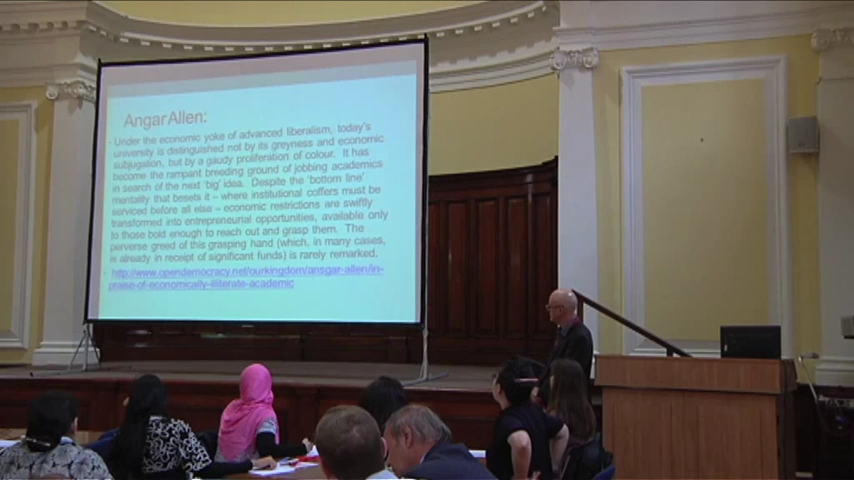 AngarAllen:
Under the economic yoke of advanced liberalism, today's
university is distinguished not by its greyness and economic
subjugation, but by a gaudy proliferation of colour. It has
become the rampant breeding ground of jobbing academics
in search of the next 'big' idea. Despite the 'bottom line'
mentality that besets it – where institutional coffers must be
serviced before all else – economic restrictions are swiftly
transformed into entrepreneurial opportunities, available only
to those bold enough to reach out and grasp them. The
perverse greed of this grasping hand (which, in many cases,
is already in receipt of significant funds) is rarely remarked.
http://www.opendemocracy.net/ourkingdom/ansgar-allen/in-
praise-of-economically-illiterate-academic